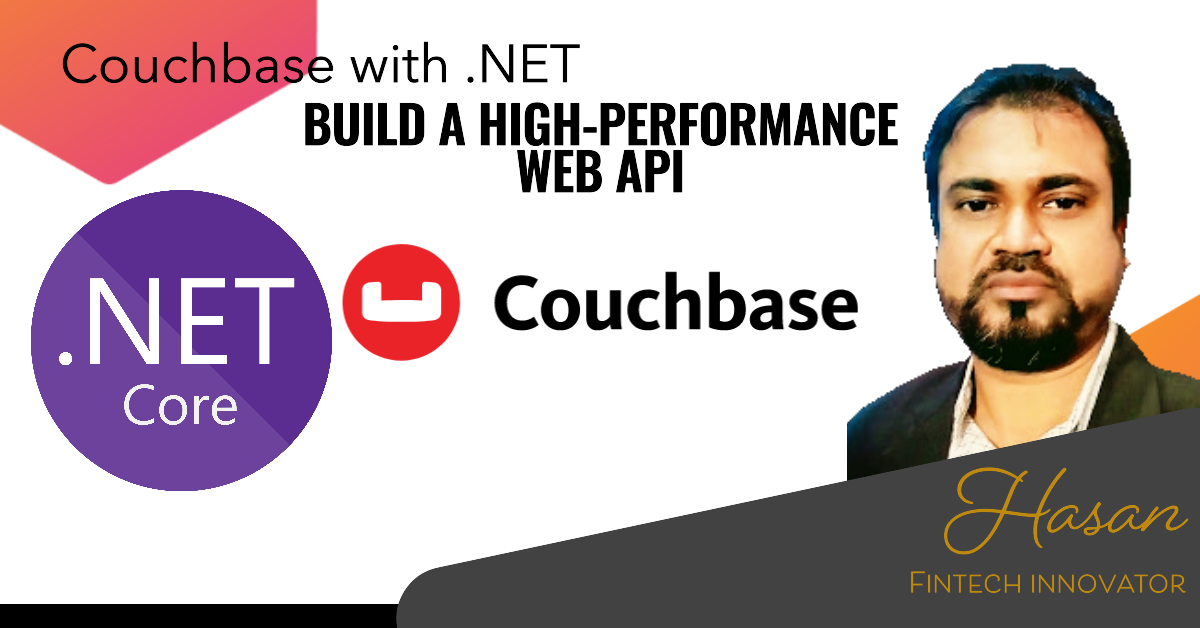 Couchbase with .NET
BUILD A HIGH-PERFORMANCE
WEB API
.NET
Core
Couchbase
Hasan
FINTECH INNOVATOR